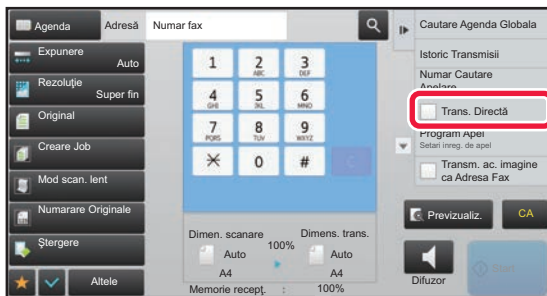 Agenda
Adresă
Numar fax
Expunere
Auto
Rezoluţie
Super fin
Original
Creare Job
Mod scan. lent
Numarare Originale
Ştergere
Altele
1
2
ABC
3
DEF
4
GHI
5
JKL
6
MNO
7
PQRS
8
TUV
9
WXYZ
0
#
C
Dimen. scanare
100%
Dimens. trans.
Auto
A4
Auto
A4
Memorie recepţ. : 100%
Cautare Agenda Globala
Istoric Transmisii
Numar Cautare
Apelare
Trans. Directă
Program Apel
Setari inreg. de apel
Transm. ac. imagine
ca Adresa Fax
Previzualiz.
CA
Difuzor
Start